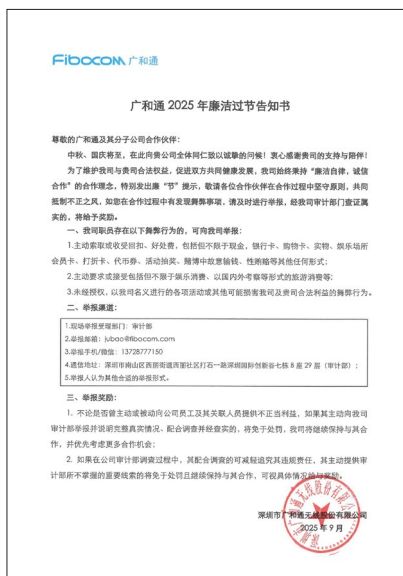 Fibocom 广和通
广和通 2025 年廉洁过节告知书
尊敬的广和通及其分子公司合作伙伴：
中秋、国庆将至，在此向贵公司全体同仁致以诚挚的问候！衷心感谢贵司的支持与陪伴！
为了维护我司与贵公司合法权益，促进双方共同健康发展，我司始终秉持“廉洁自律，诚信
合作”的合作理念，特别发出廉“节”提示，敬请各位合作伙伴在合作过程中坚守原则，共同
抵制不正之风，如您在合作过程中有发现舞弊事项，请及时进行举报，经我司审计部门查证属
实的，将给予奖励。
一、我司职员存在以下舞弊行为的，可向我司举报：
1.主动索取或收受回扣、好处费，包括但不限于现金，银行卡、购物卡、实物、娱乐场所
会员卡、打折卡、代币券、活动抽奖、赌博中故意输钱、性贿赂等其他任何形式；
2.主动要求或接受包括但不限于娱乐消费、以国内外考察等形式的旅游消费等；
3.未经授权，以我司名义进行的各项活动或其他可能损害我司及贵司合法利益的舞弊行为。
二、举报渠道：
1.现场举报受理部门：审计部
2.举报邮箱：jubao@fibocom.com
3.举报手机/微信：13728777150
4.通信地址：深圳市南山区西丽街道西丽社区打石一路深圳国际创新谷七栋 B 座 29 层（审计部）；
5.举报人认为其他合适的举报形式。
三、举报奖励：
1. 不论是否曾主动或被动向公司员工及其关联人员提供不正当利益，如果其主动向我司
审计部举报并说明完整真实情况、配合调查并经查实的，将免于处罚，我司将继续保持与其合
作，并优先考虑更多合作机会；
2. 如果在公司审计部调查过程中，其配合调查的可减轻追究其违规责任，其主动提供审
计部所不掌握的重要线索的将免于处罚且继续保持与其合作，可视具体情况给与奖励。
深圳市广和通无线股份有限公司
2025 年 9 月